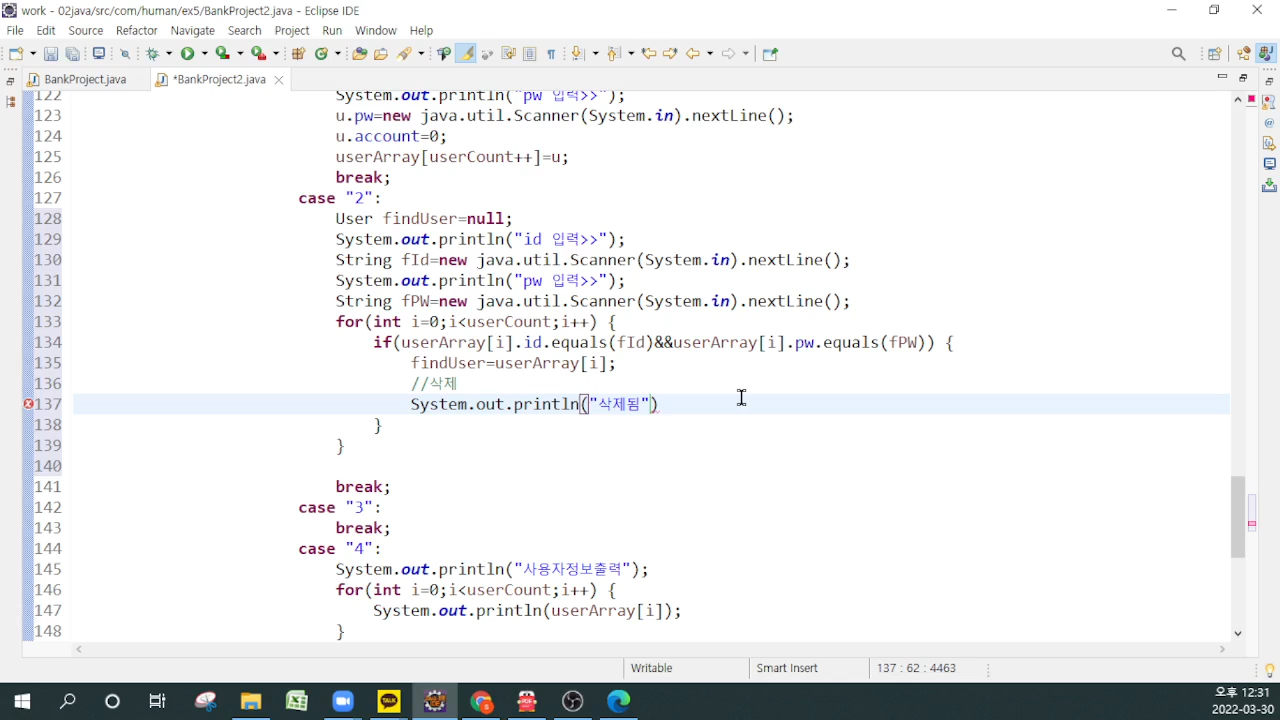 work - 02java/src/com/human/ex5/BankProject2.java - Eclipse IDE
File Edit Source Refactor Navigate Search Project Run Window Help
BankProject.java *BankProject2.java
122 System.out.println("pw 입력>>");
123 u.pw=new java.util.Scanner(System.in).nextLine();
124 u.account=0;
125 userArray[userCount++]=u;
126 break;
127 case "2":
128 User findUser=null;
129 System.out.println("id 입력>>");
130 String fId=new java.util.Scanner(System.in).nextLine();
131 System.out.println("pw 입력>>");
132 String fPW=new java.util.Scanner(System.in).nextLine();
133 for(int i=0;i<userCount;i++) {
134 if(userArray[i].id.equals(fId)&&userArray[i].pw.equals(fPW)) {
135 findUser=userArray[i];
136 //삭제
137 System.out.println("삭제됨")
138 }
139 }
140
141 break;
142 case "3":
143 break;
144 case "4":
145 System.out.println("사용자정보출력");
146 for(int i=0;i<userCount;i++) {
147 System.out.println(userArray[i]);
148 }
Writable Smart Insert 137 : 62 : 4463
오후 12:31
2022-03-30